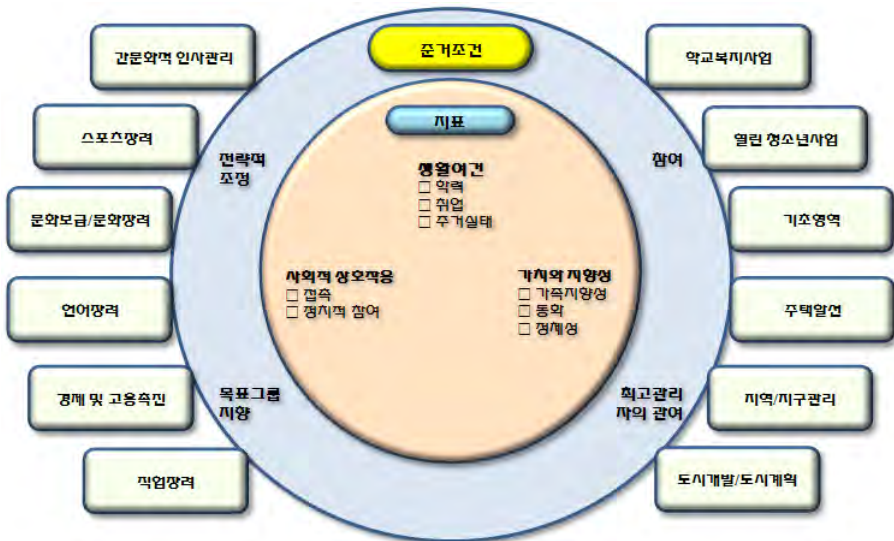 준거조건
지표
생활여건
□ 학력
□ 취업
□ 주거실태
사회적 상호작용
□ 접촉
□ 정치적 참여
가치와 지향성
□ 가족지향성
□ 동화
□ 정체성
전략적
조정
참여
목표그룹
지향
최고관리
자의 관여
간문화적 인사관리
스포츠장려
문화보급/문화장려
언어장려
경제 및 고용촉진
직업장려
학교복지사업
열린 청소년사업
기초영역
주택알선
지역/지구관리
도시개발/도시계획